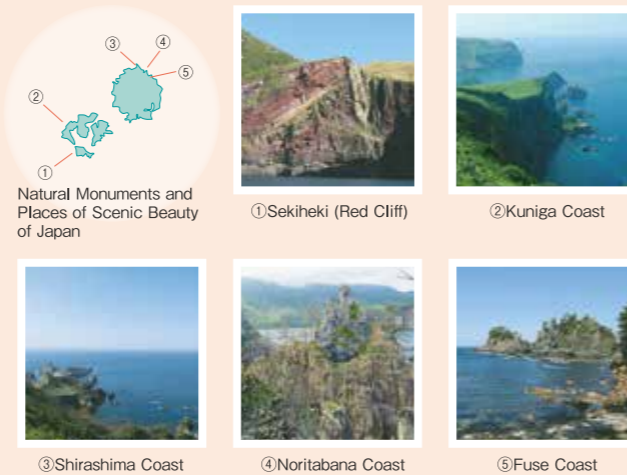 ③
④
⑤
②
①
Natural Monuments and
Places of Scenic Beauty
of Japan
①Sekiheki (Red Cliff)
②Kuniga Coast
③Shirashima Coast
④Noritabana Coast
⑤Fuse Coast